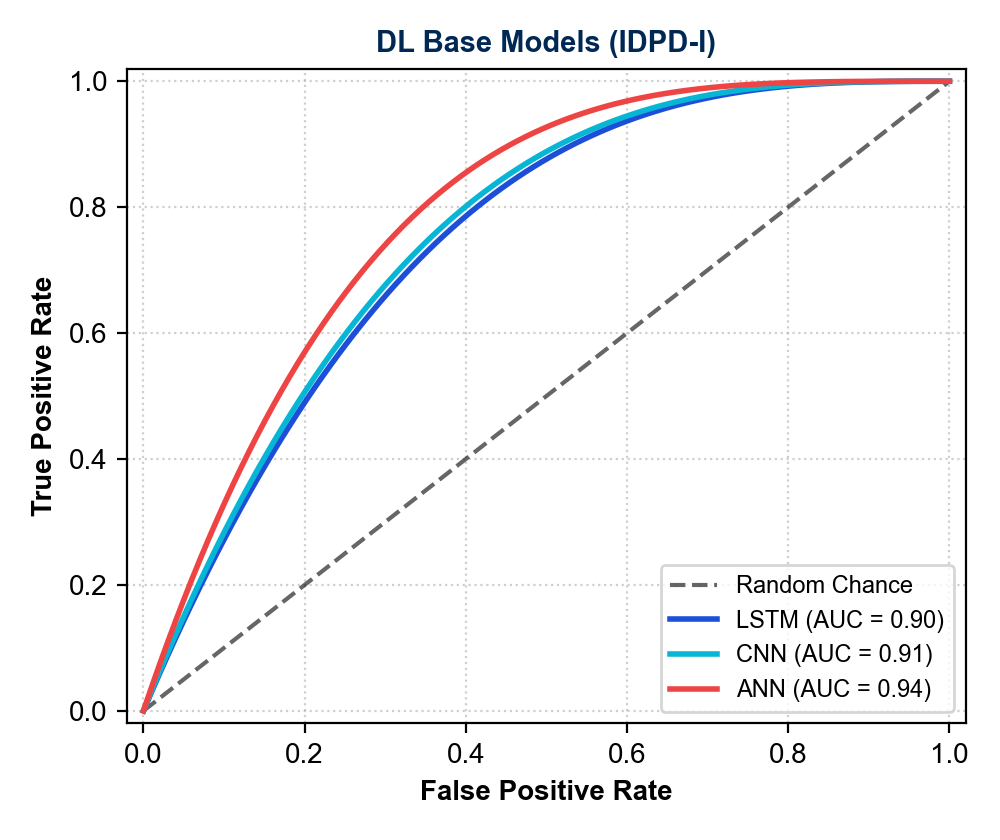 DL Base Models (IDPD-I)
True Positive Rate
1.0
0.8
0.6
0.4
0.2
0.0
Random Chance
LSTM (AUC = 0.90)
CNN (AUC = 0.91)
ANN (AUC = 0.94)
0.0 0.2 0.4 0.6 0.8 1.0
False Positive Rate